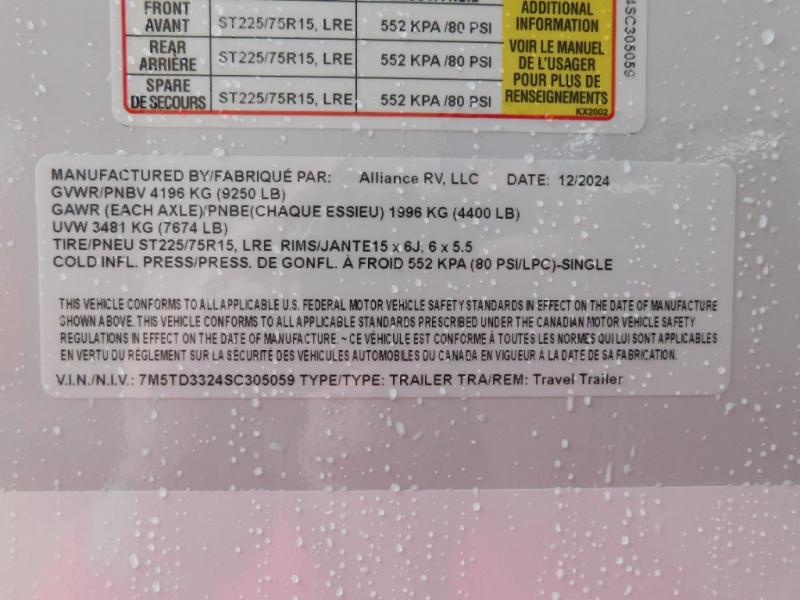 FRONT
AVANT
ST225/75R15, LRE
552 KPA /80 PSI
REAR
ARRIÈRE
ST225/75R15, LRE
552 KPA /80 PSI
SPARE
DE SECOURS
ST225/75R15, LRE
552 KPA /80 PSI
ADDITIONAL
INFORMATION
VOIR LE MANUEL
DE L'USAGER
POUR PLUS DE
RENSEIGNEMENTS
KX2002
4SC305059
MANUFACTURED BY/FABRIQUÉ PAR: Alliance RV, LLC DATE: 12/2024
GVWR/PNBV 4196 KG (9250 LB)
GAWR (EACH AXLE)/PNBE(CHAQUE ESSIEU) 1996 KG (4400 LB)
UVW 3481 KG (7674 LB)
TIRE/PNEU ST225/75R15, LRE RIMS/JANTE15 x 6J, 6 x 5.5
COLD INFL. PRESS/PRESS. DE GONFL. À FROID 552 KPA (80 PSI/LPC)-SINGLE
THIS VEHICLE CONFORMS TO ALL APPLICABLE U.S. FEDERAL MOTOR VEHICLE SAFETY STANDARDS IN EFFECT ON THE DATE OF MANUFACTURE
SHOWN ABOVE. THIS VEHICLE CONFORMS TO ALL APPLICABLE STANDARDS PRESCRIBED UNDER THE CANADIAN MOTOR VEHICLE SAFETY
REGULATIONS IN EFFECT ON THE DATE OF MANUFACTURE. ~ CE VÉHICULE EST CONFORME À TOUTES LES NORMES QUI LUI SONT APPLICABLES
EN VERTU DU REGLEMENT SUR LA SÉCURITÉ DES VÉHICULES AUTOMOBILES DU CANADA EN VIGUEUR À LA DATE DE SA FABRICATION.
V.I.N./N.I.V.: 7M5TD3324SC305059 TYPE/TYPE: TRAILER TRA/REM: Travel Trailer